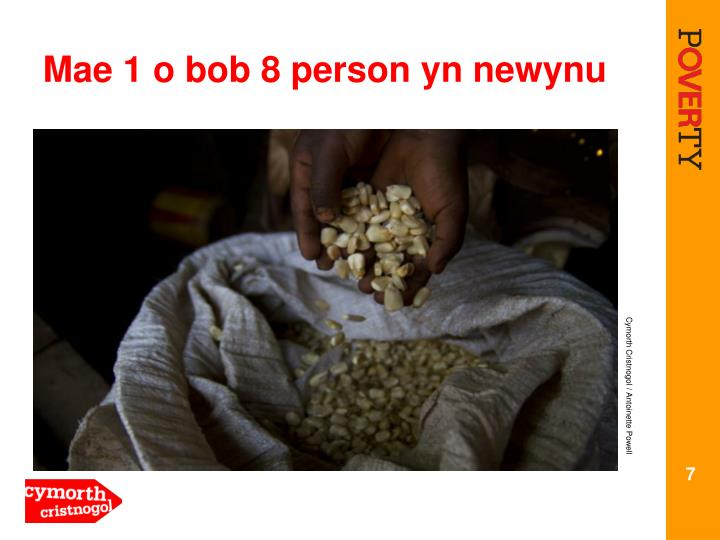 Mae 1 o bob 8 person yn newynu
POVERTY
Cymorth Cristnogol / Antoinette Powell
7
cymorth
cristnogol